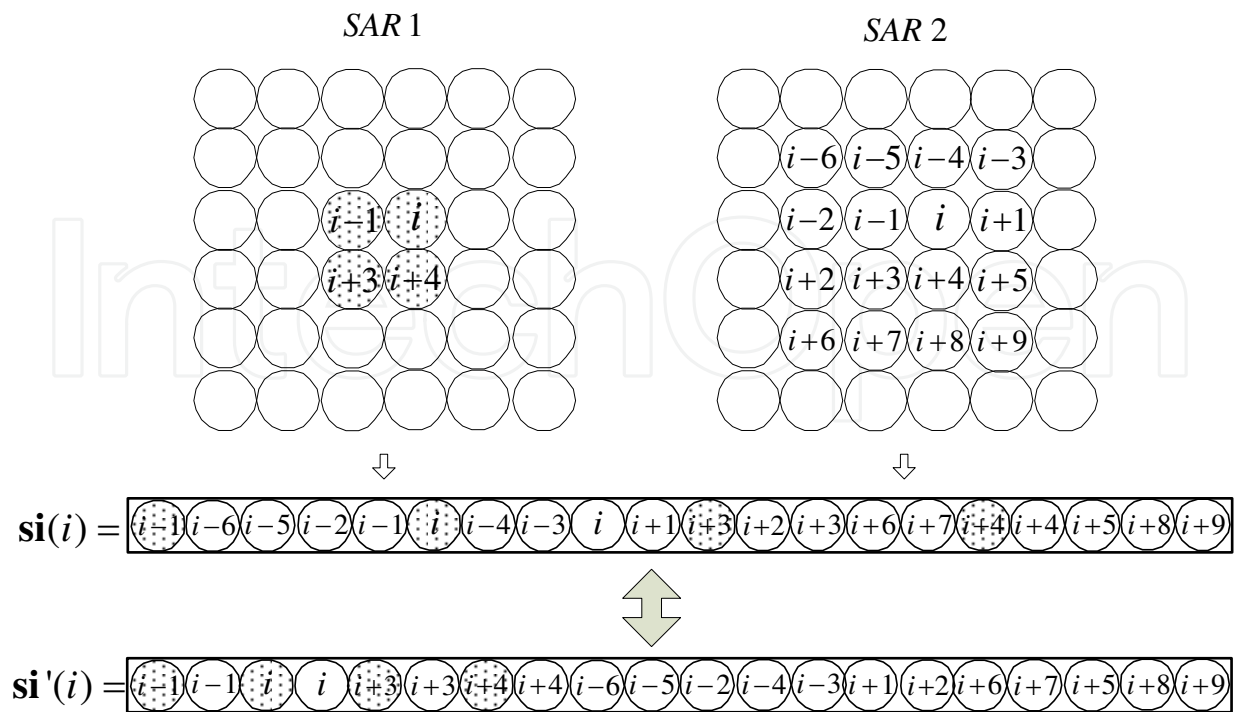 SAR 1
SAR 2
i−6 i−5 i−4 i−3
i−1 i
i−2 i−1 i i+1
i+3 i+4
i+2 i+3 i+4 i+5
i+6 i+7 i+8 i+9
IntechOpen
si(i) = i−1 i−6 i−5 i−2 i−1 i i−4 i−3 i i+1 i+3 i+2 i+3 i+6 i+7 i+4 i+4 i+5 i+8 i+9
si'(i) = i−1 i−1 i i i+3 i+3 i+4 i+4 i−6 i−5 i−2 i−4 i−3 i+1 i+2 i+6 i+7 i+5 i+8 i+9